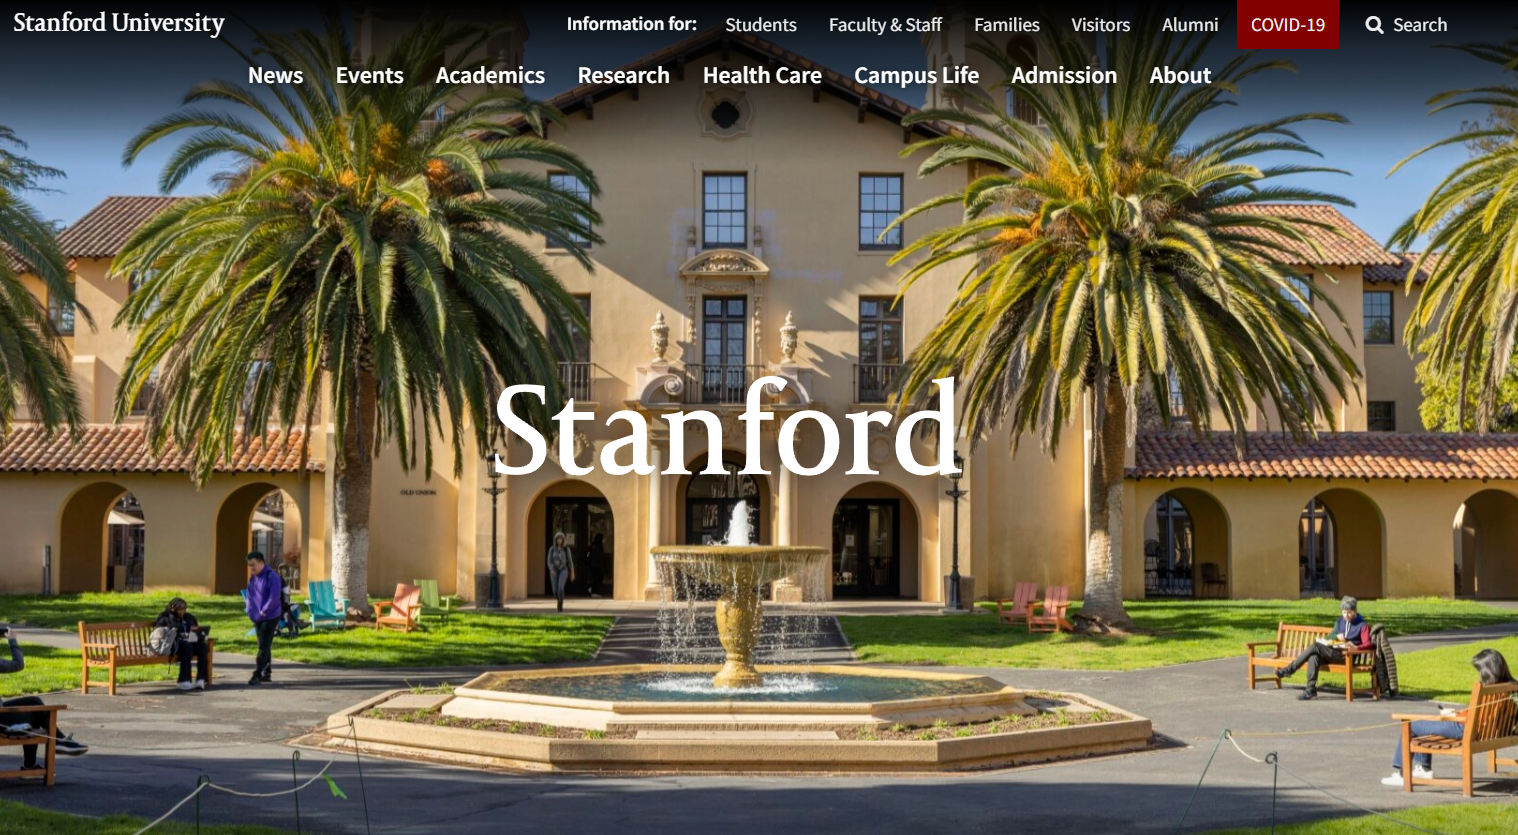 Stanford University
Information for: Students Faculty & Staff Families Visitors Alumni COVID-19 Search
News Events Academics Research Health Care Campus Life Admission About
Stanford
OLD UNION